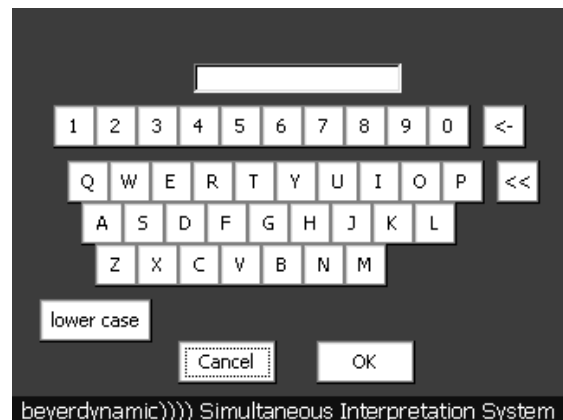 1 2 3 4 5 6 7 8 9 0 <-
Q W E R T Y U I O P <<
A S D F G H J K L
Z X C V B N M
lower case
Cancel OK
beyerdynamic)))) Simultaneous Interpretation System